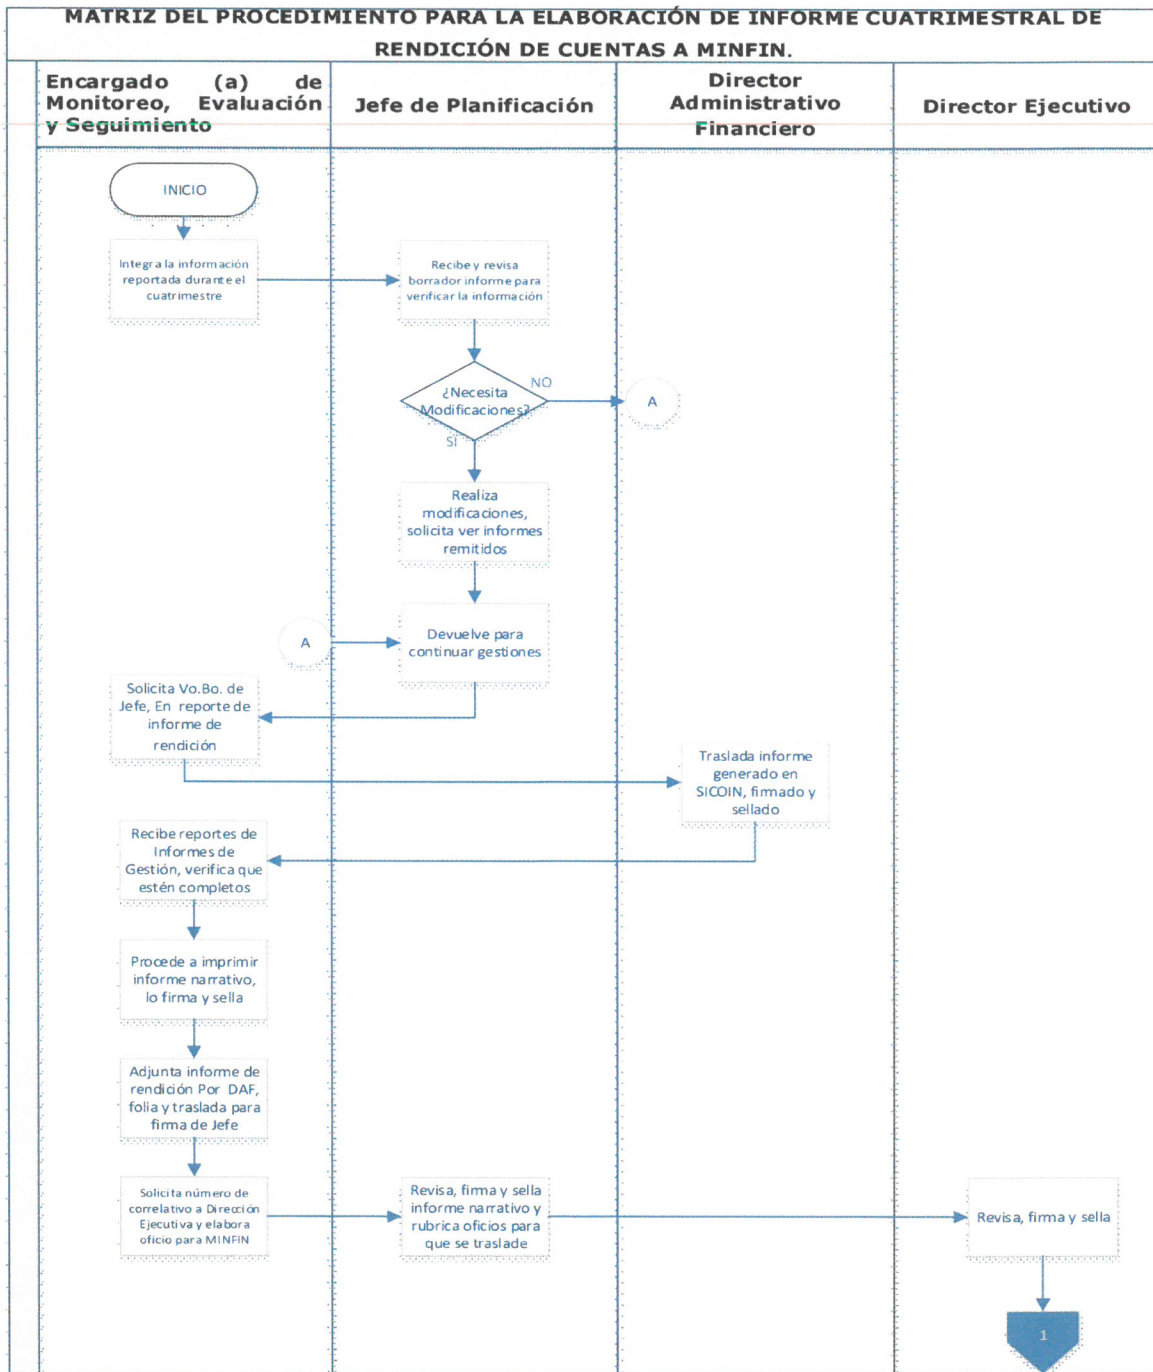 MATRIZ DEL PROCEDIMIENTO PARA LA ELABORACIÓN DE INFORME CUATRIMESTRAL DE
RENDICIÓN DE CUENTAS A MINFIN.
Encargado (a) de
Monitoreo, Evaluación
y Seguimiento
Jefe de Planificación
Director
Administrativo
Financiero
Director Ejecutivo
INICIO
Integra la información
reportada durante el
cuatrimestre
Recibe y revisa
borrador informe para
verificar la información
¿Necesita
Modificaciones?
NO
A
SI
Realiza
modificaciones,
solicita ver informes
remitidos
A
Devuelve para
continuar gestiones
Solicita Vo.Bo. de
Jefe, En reporte de
informe de
rendición
Traslada informe
generado en
SICOIN, firmado y
sellado
Recibe reportes de
Informes de
Gestión, verifica que
estén completos
Procede a imprimir
informe narrativo,
lo firma y sella
Adjunta informe de
rendición Por DAF,
folia y traslada para
firma de Jefe
Solicita número de
correlativo a Dirección
Ejecutiva y elabora
oficio para MINFIN
Revisa, firma y sella
informe narrativo y
rubrica oficios para
que se traslade
Revisa, firma y sella
1